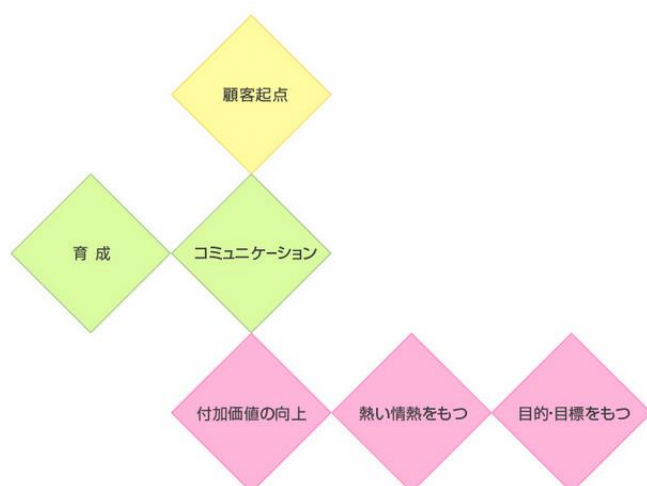 顧客起点
育成
コミュニケーション
付加価値の向上
熱い情熱をもつ
目的・目標をもつ